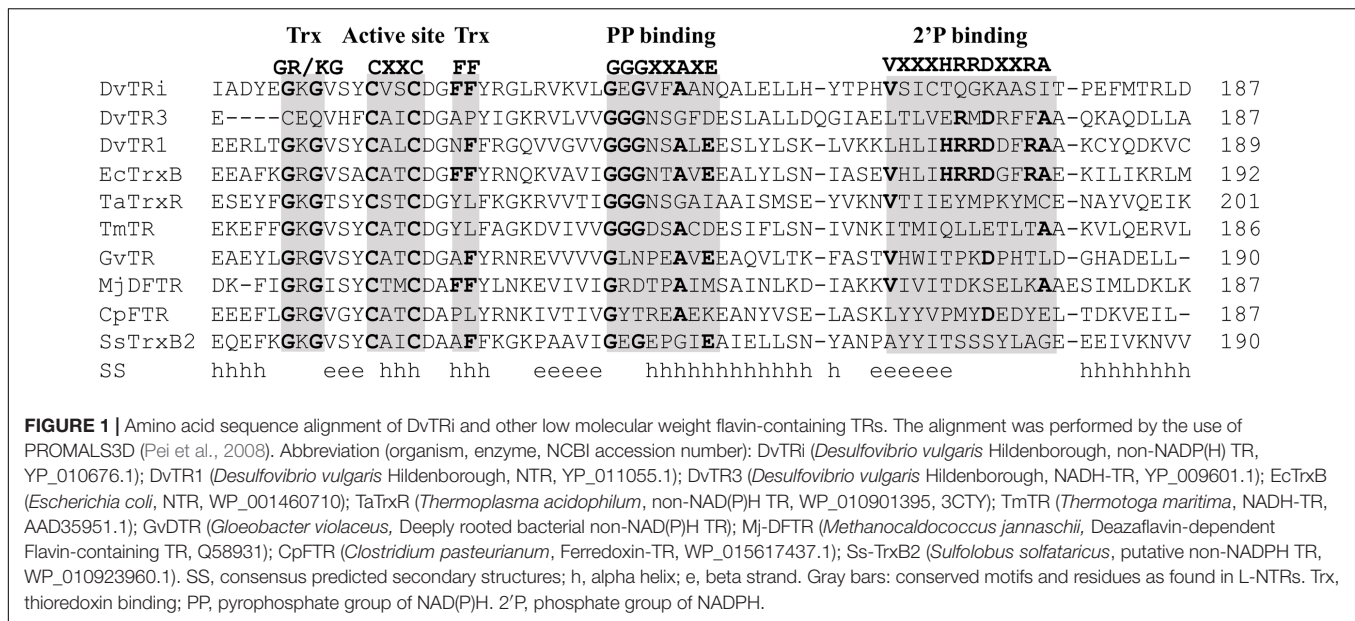 Trx Active site Trx PP binding 2'P binding
GR/KG CXXC FF GGGXXAXE VXXXHRRDXXRA
DvTRi IADYEGKGVSYCVSCDGFFYRGLRVKVLGEGVFAANQALELLH-YTPHVSICTQGKAASIT-PEFMTRLD 187
DvTR3 E----CEQVHFCAICDGAPYIGKRVLVVGGGNSGFDESLALLDQGIAELTLVERMDRFFAA-QKAQDLLA 187
DvTR1 EERLTGKGVSYCALCDGNFFRGQVVGVVGGGNSALEESLYLSK-LVKKLHLIHRRDDFRAA-KCYQDKVC 189
EcTrxB EEAFKGRGVSACATCDGFFYRNQKVAVIGGGNTAVEEALYLSN-IASEVHLIHRRDGFRAE-KILIKRLM 192
TaTrxR ESEYFGKGTSYCSTCDGYLFKGKRVVTIGGGNSGAIAAISMSE-YVKNVTIIEYMPKYMCE-NAYVQEIK 201
TmTR EKEFFGKGVSYCATCDGYLFAGKDVIVVGGGDSACDESIFLSN-IVNKITMIQLLETLTAA-KVLQERVL 186
GvTR EAEYLGRGVSYCATCDGAFYRNREVVVVGLNPEAVEEAQVLTK-FASTVHWITPKDPHTLD-GHADELL- 190
MjDFTR DK-FIGRGISYCTMCDAFFYLNKEVIVIGRDTPAIMSAINLKD-IAKKVIVITDKSELKAAESIMLDKLK 187
CpFTR EEEFLGRGVGYCATCDAPLYRNKIVTIVGYTREAEKEANYVSE-LASKLYYVPMYDEDYEL-TDKVEIL- 187
SsTrxB2 EQEFKGKGVSYCAICDAAFFKGKPAAVIGEGEPGIEAIELLSN-YANPAYYITSSSYLAGE-EEIVKNVV 190
SS hhhh eee hhh hhh eeeee hhhhhhhhhhhh h eeeeee hhhhhhhh
FIGURE 1 | Amino acid sequence alignment of DvTRi and other low molecular weight flavin-containing TRs. The alignment was performed by the use of
PROMALS3D (Pei et al., 2008). Abbreviation (organism, enzyme, NCBI accession number): DvTRi (Desulfovibrio vulgaris Hildenborough, non-NADP(H) TR,
YP_010676.1); DvTR1 (Desulfovibrio vulgaris Hildenborough, NTR, YP_011055.1); DvTR3 (Desulfovibrio vulgaris Hildenborough, NADH-TR, YP_009601.1); EcTrxB
(Escherichia coli, NTR, WP_001460710); TaTrxR (Thermoplasma acidophilum, non-NAD(P)H TR, WP_010901395, 3CTY); TmTR (Thermotoga maritima, NADH-TR,
AAD35951.1); GvDTR (Gloeobacter violaceus, Deeply rooted bacterial non-NAD(P)H TR); Mj-DFTR (Methanocaldococcus jannaschii, Deazaflavin-dependent
Flavin-containing TR, Q58931); CpFTR (Clostridium pasteurianum, Ferredoxin-TR, WP_015617437.1); Ss-TrxB2 (Sulfolobus solfataricus, putative non-NADPH TR,
WP_010923960.1). SS, consensus predicted secondary structures; h, alpha helix; e, beta strand. Gray bars: conserved motifs and residues as found in L-NTRs. Trx,
thioredoxin binding; PP, pyrophosphate group of NAD(P)H. 2'P, phosphate group of NADPH.